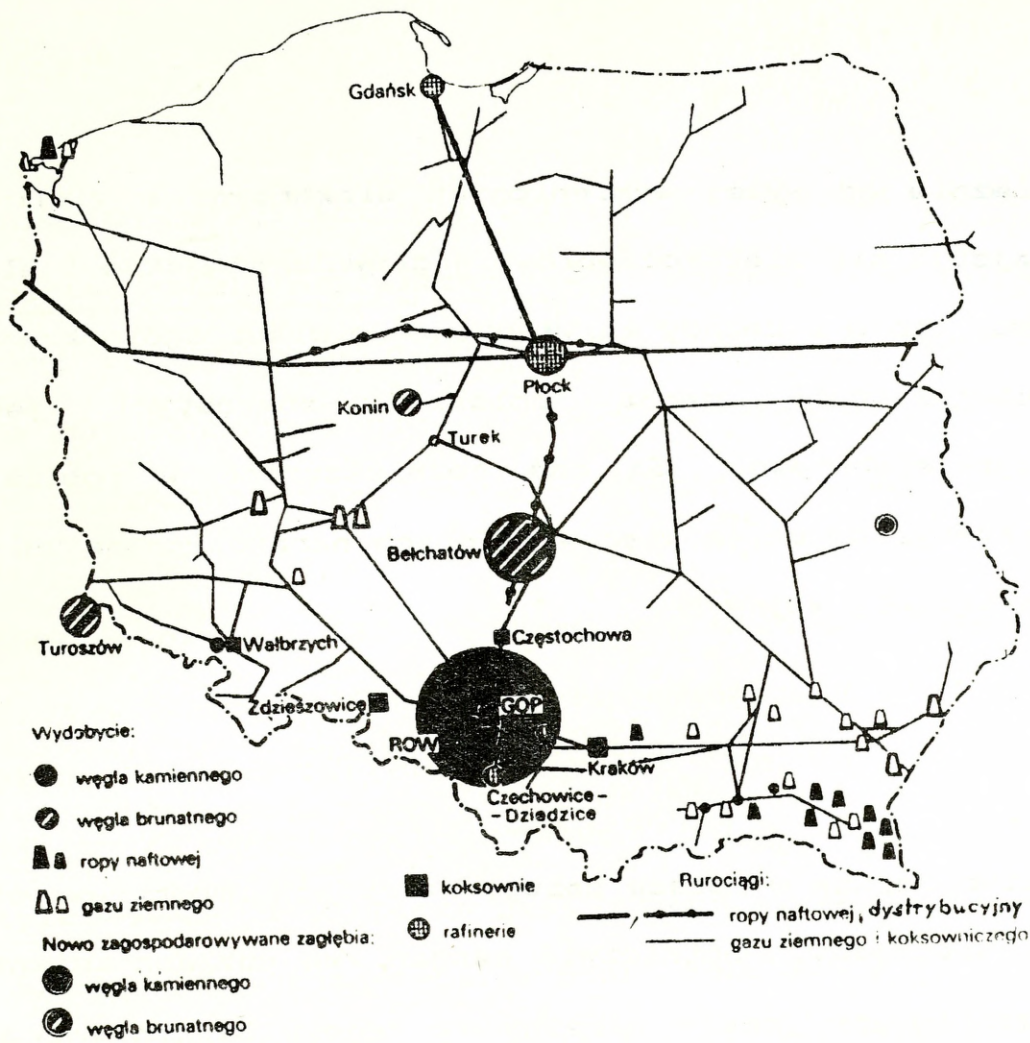 Gdańsk
Płock
Konin
Turek
Bełchatów
Turoszów
Częstochowa
Wałbrzych
Zdzieszowice
GOP
ROW
Kraków
Czechowice-
-Dziedzice
Wydobycie:
węgla kamiennego
węgla brunatnego
ropy naftowej
gazu ziemnego
Nowo zagospodarowywane zagłębia:
węgla kamiennego
węgla brunatnego
koksownie
rafinerie
Rurociągi:
ropy naftowej, dystrybucyjny
gazu ziemnego i koksowniczego